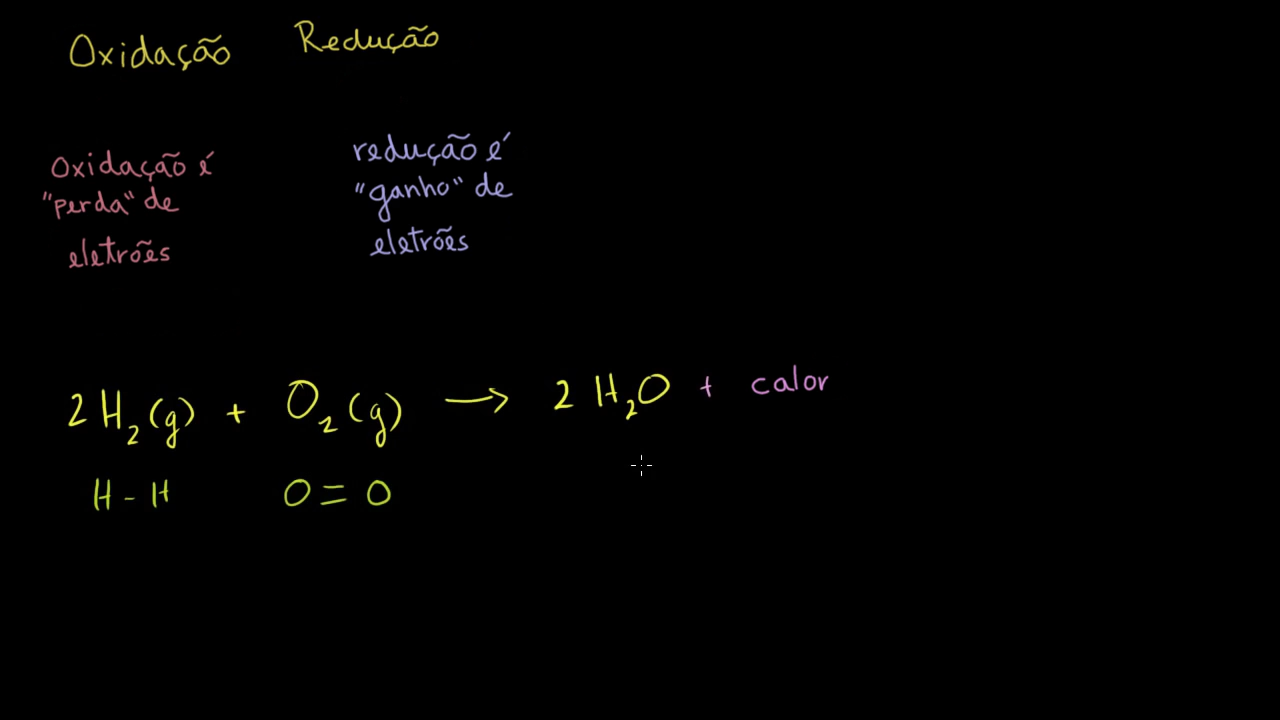 Oxidação Redução
Oxidação é
"perda" de
eletrões
redução é
"ganho" de
eletrões
2 H₂ (g) + O₂ (g) → 2 H₂O + calor
H - H O = O